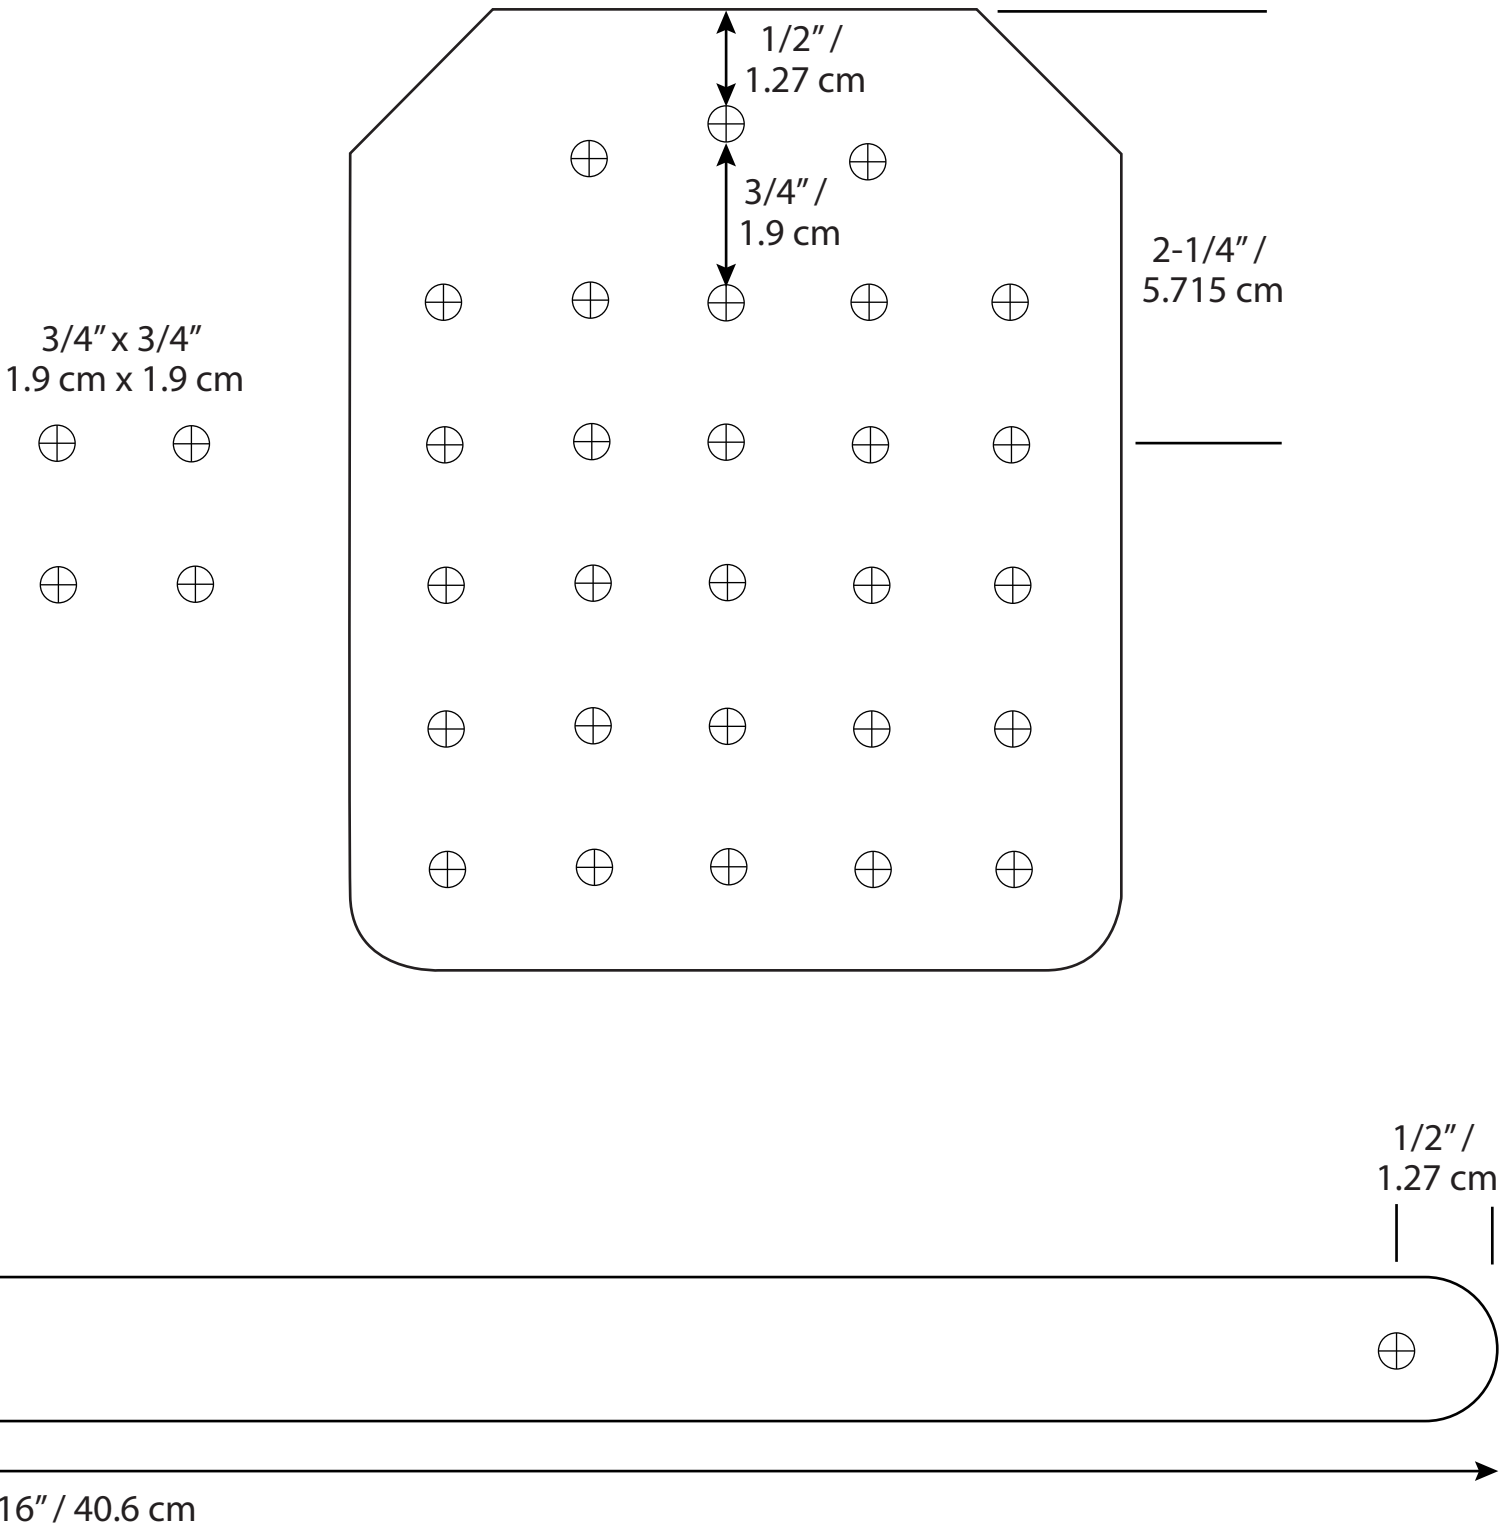 1/2” /
1.27 cm
3/4” /
1.9 cm
2-1/4” /
5.715 cm
3/4” x 3/4”
1.9 cm x 1.9 cm
1/2” /
1.27 cm
16” / 40.6 cm